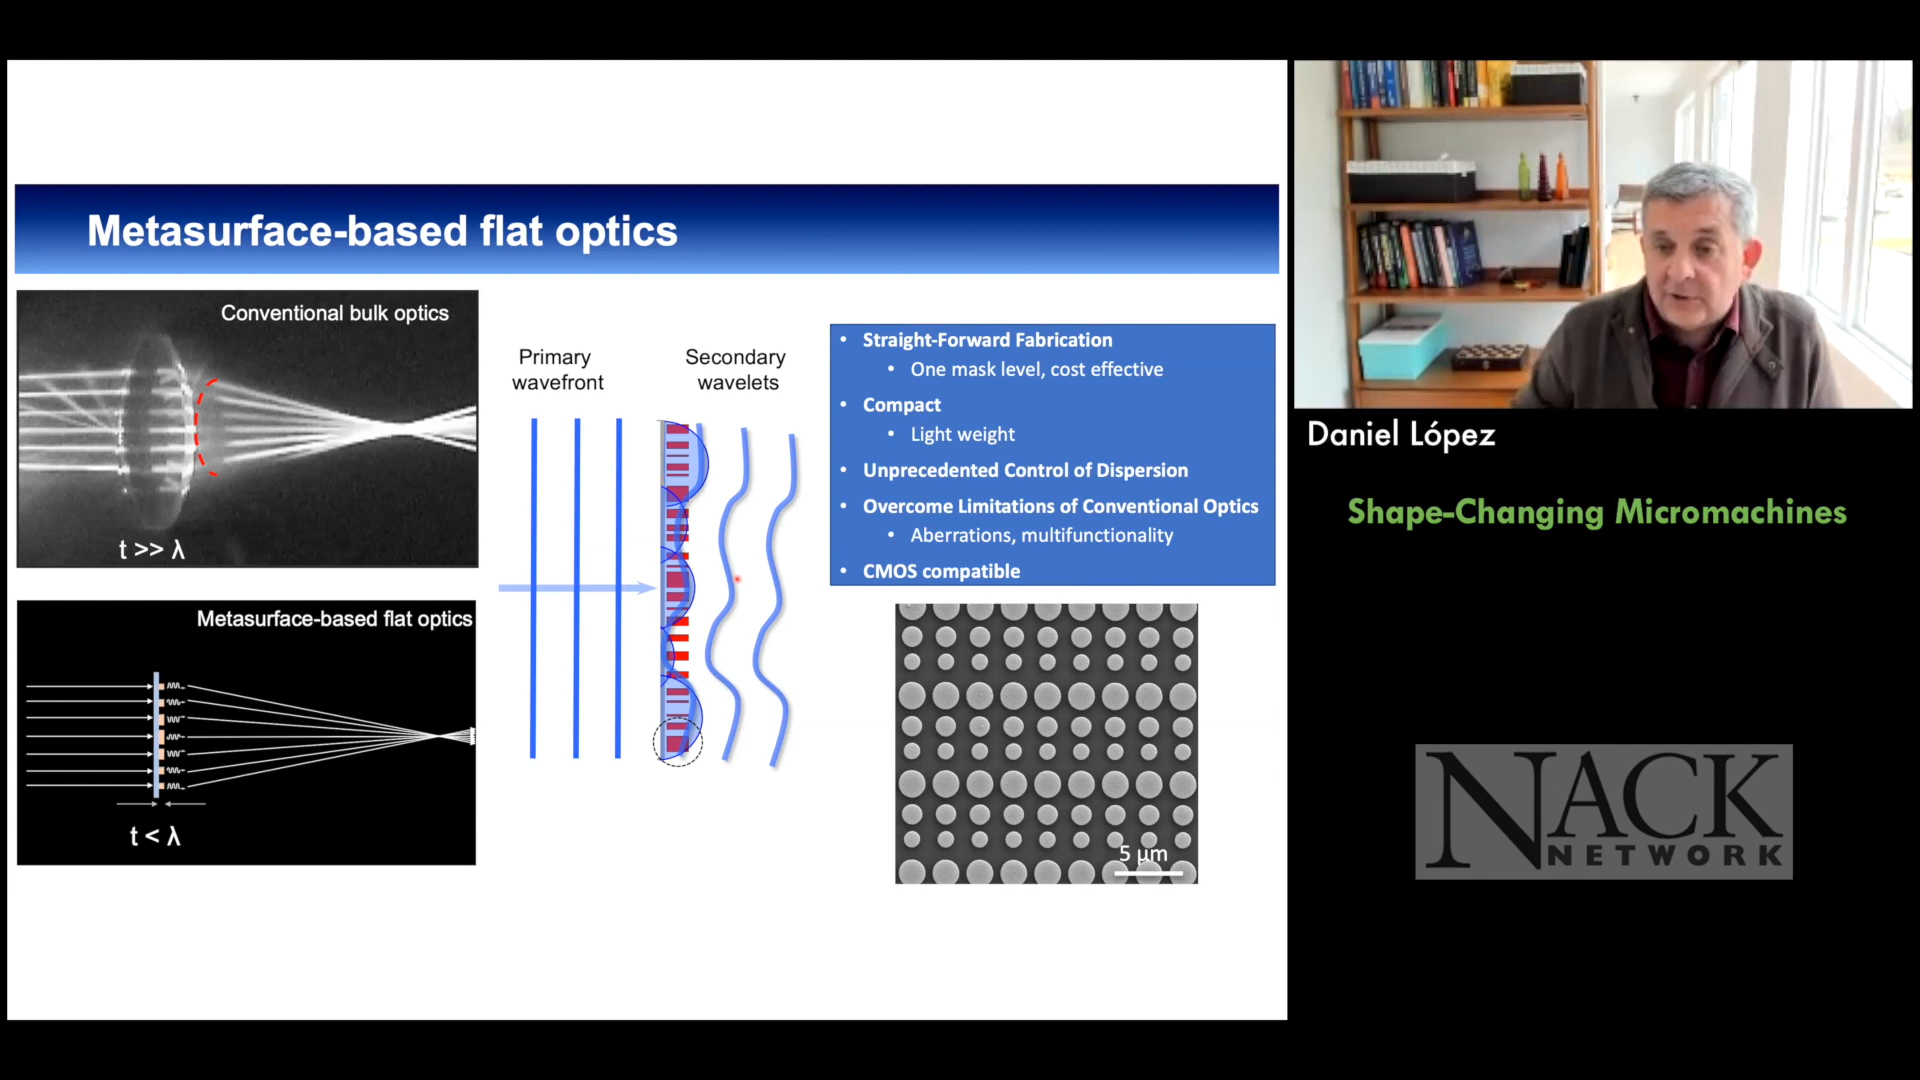 Metasurface-based flat optics
Conventional bulk optics
t >> λ
Metasurface-based flat optics
t < λ
Primary
wavefront
Secondary
wavelets
• Straight-Forward Fabrication
• One mask level, cost effective
• Compact
• Light weight
• Unprecedented Control of Dispersion
• Overcome Limitations of Conventional Optics
• Aberrations, multifunctionality
• CMOS compatible
5 μm
Daniel López
Shape-Changing Micromachines
NACK
NETWORK